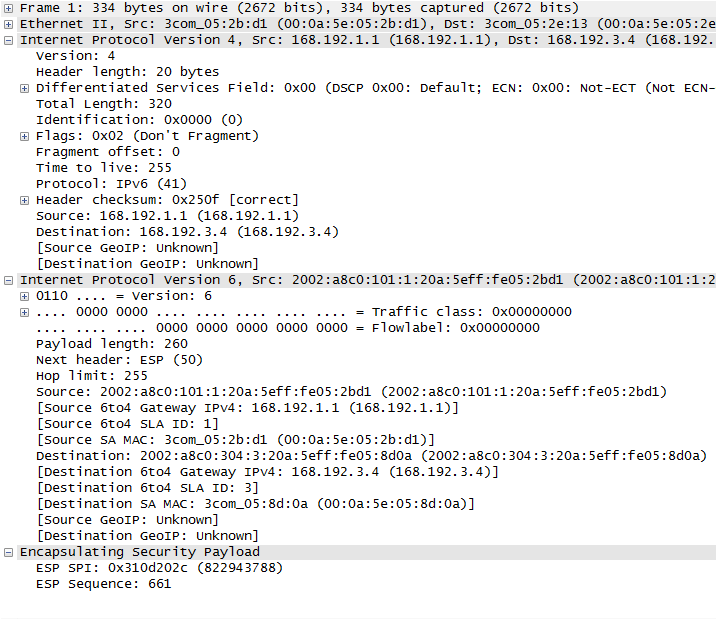 Frame 1: 334 bytes on wire (2672 bits), 334 bytes captured (2672 bits)
Ethernet II, Src: 3com_05:2b:d1 (00:0a:5e:05:2b:d1), Dst: 3com_05:2e:13 (00:0a:5e:05:2e
Internet Protocol Version 4, Src: 168.192.1.1 (168.192.1.1), Dst: 168.192.3.4 (168.192.
Version: 4
Header length: 20 bytes
Differentiated Services Field: 0x00 (DSCP 0x00: Default; ECN: 0x00: Not-ECT (Not ECN-
Total Length: 320
Identification: 0x0000 (0)
Flags: 0x02 (Don't Fragment)
Fragment offset: 0
Time to live: 255
Protocol: IPv6 (41)
Header checksum: 0x250f [correct]
Source: 168.192.1.1 (168.192.1.1)
Destination: 168.192.3.4 (168.192.3.4)
[Source GeoIP: Unknown]
[Destination GeoIP: Unknown]
Internet Protocol Version 6, Src: 2002:a8c0:101:1:20a:5eff:fe05:2bd1 (2002:a8c0:101:1:2
0110 .... = Version: 6
.... 0000 0000 .... .... .... .... .... = Traffic class: 0x00000000
.... .... .... 0000 0000 0000 0000 0000 = Flowlabel: 0x00000000
Payload length: 260
Next header: ESP (50)
Hop limit: 255
Source: 2002:a8c0:101:1:20a:5eff:fe05:2bd1 (2002:a8c0:101:1:20a:5eff:fe05:2bd1)
[Source 6to4 Gateway IPv4: 168.192.1.1 (168.192.1.1)]
[Source 6to4 SLA ID: 1]
[Source SA MAC: 3com_05:2b:d1 (00:0a:5e:05:2b:d1)]
Destination: 2002:a8c0:304:3:20a:5eff:fe05:8d0a (2002:a8c0:304:3:20a:5eff:fe05:8d0a)
[Destination 6to4 Gateway IPv4: 168.192.3.4 (168.192.3.4)]
[Destination 6to4 SLA ID: 3]
[Destination SA MAC: 3com_05:8d:0a (00:0a:5e:05:8d:0a)]
[Source GeoIP: Unknown]
[Destination GeoIP: Unknown]
Encapsulating Security Payload
ESP SPI: 0x310d202c (822943788)
ESP Sequence: 661